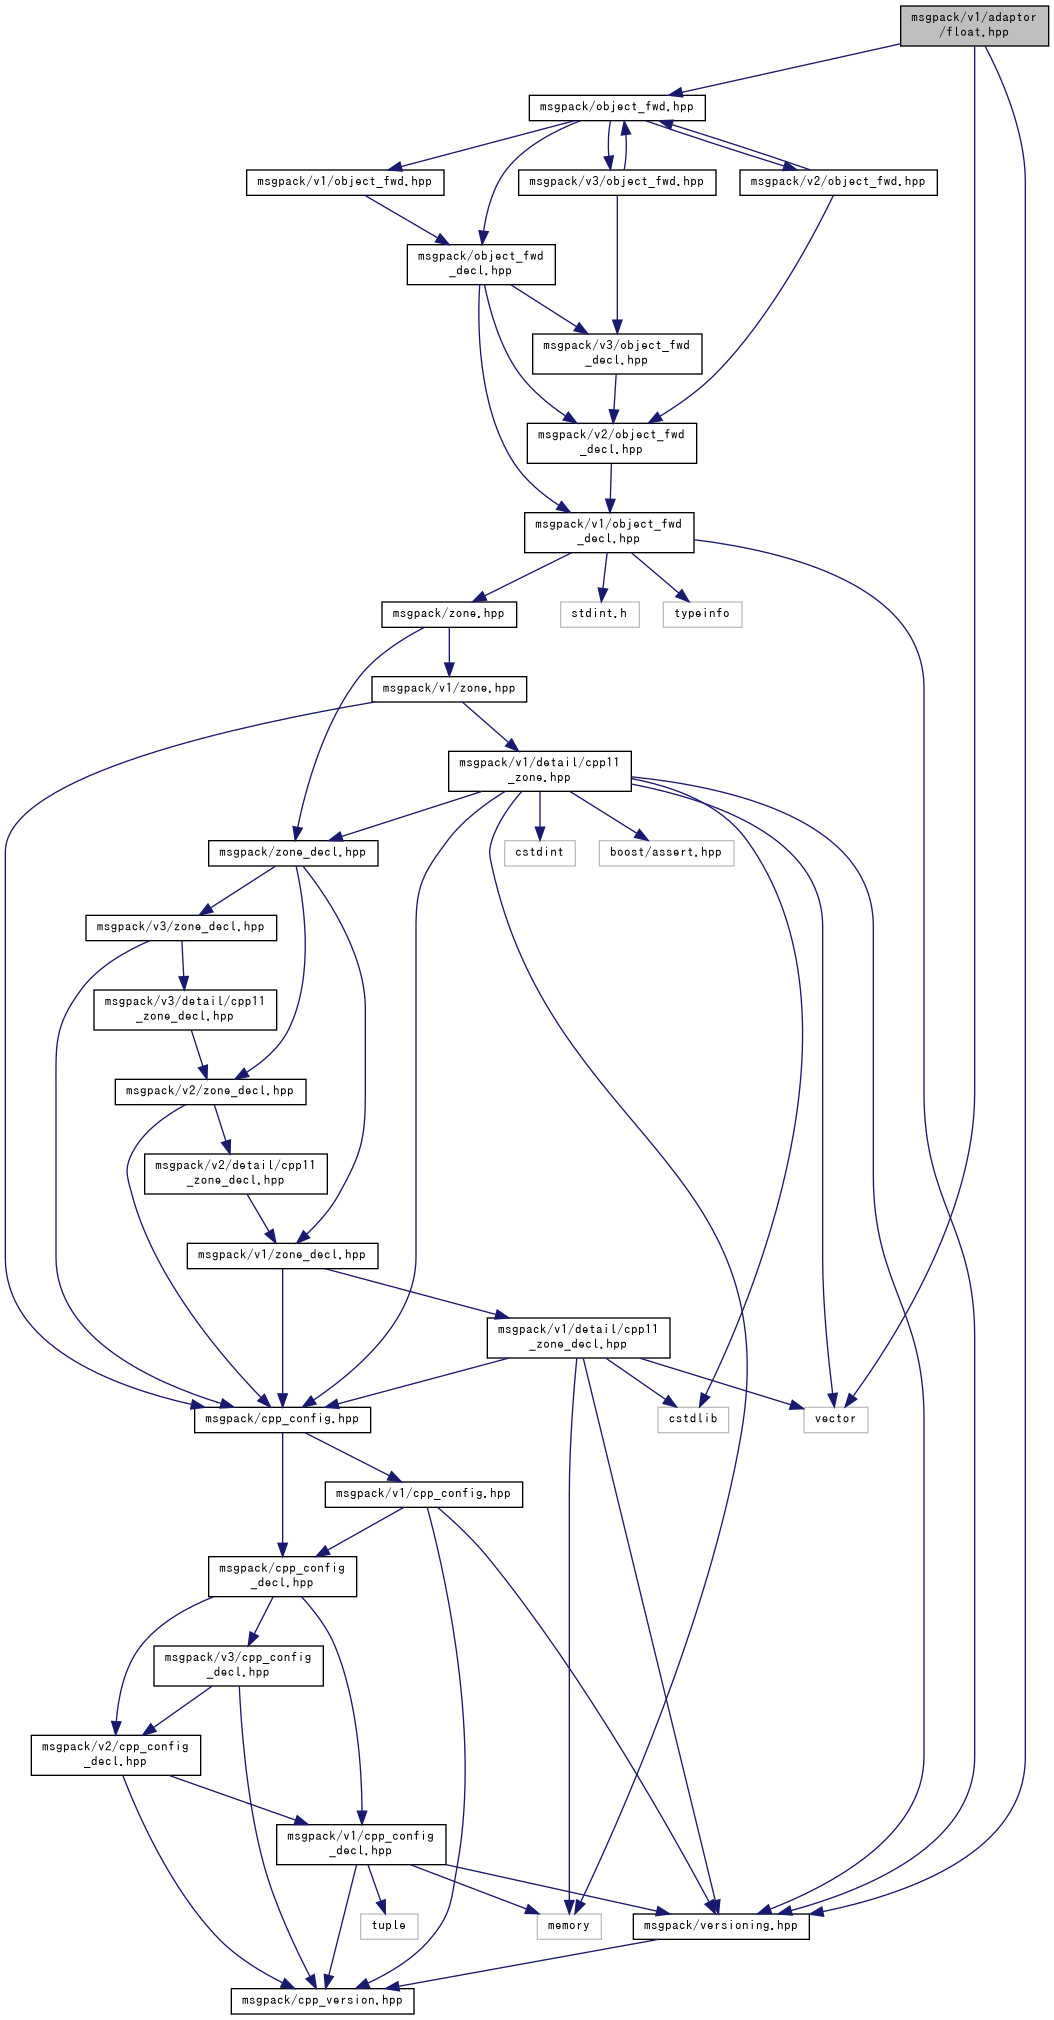 msgpack/v1/adaptor
/float.hpp
msgpack/object_fwd.hpp
msgpack/v1/object_fwd.hpp
msgpack/v3/object_fwd.hpp
msgpack/v2/object_fwd.hpp
msgpack/object_fwd
_decl.hpp
msgpack/v3/object_fwd
_decl.hpp
msgpack/v2/object_fwd
_decl.hpp
msgpack/v1/object_fwd
_decl.hpp
msgpack/zone.hpp
stdint.h
typeinfo
msgpack/v1/zone.hpp
msgpack/v1/detail/cpp11
_zone.hpp
msgpack/zone_decl.hpp
cstdint
boost/assert.hpp
msgpack/v3/zone_decl.hpp
msgpack/v3/detail/cpp11
_zone_decl.hpp
msgpack/v2/zone_decl.hpp
msgpack/v2/detail/cpp11
_zone_decl.hpp
msgpack/v1/zone_decl.hpp
msgpack/v1/detail/cpp11
_zone_decl.hpp
msgpack/cpp_config.hpp
cstdlib
vector
msgpack/v1/cpp_config.hpp
msgpack/cpp_config
_decl.hpp
msgpack/v3/cpp_config
_decl.hpp
msgpack/v2/cpp_config
_decl.hpp
msgpack/v1/cpp_config
_decl.hpp
tuple
memory
msgpack/versioning.hpp
msgpack/cpp_version.hpp